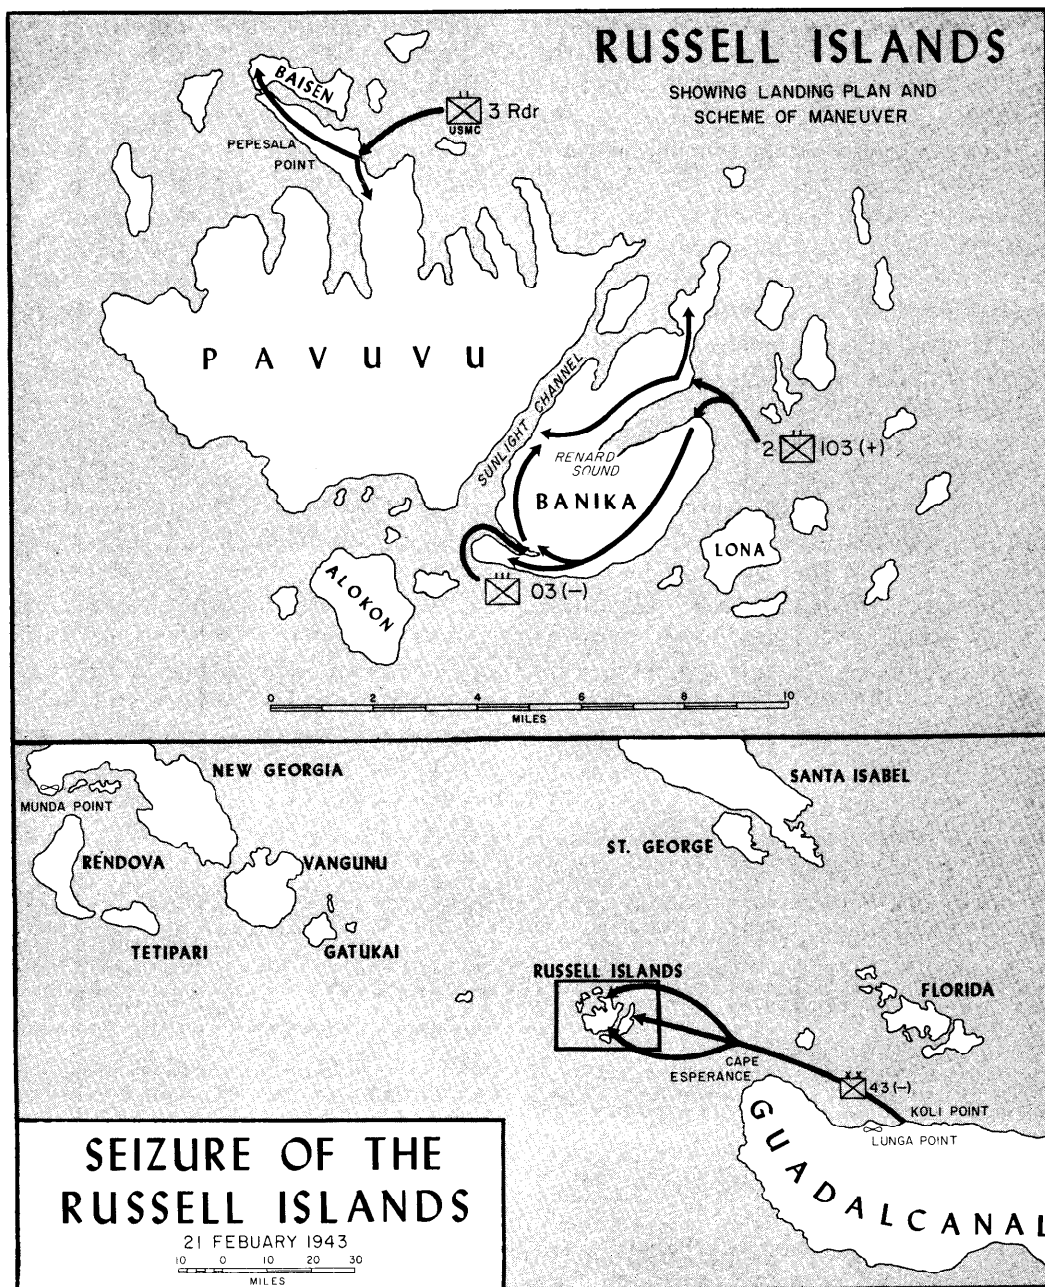 RUSSELL ISLANDS
SHOWING LANDING PLAN AND
SCHEME OF MANEUVER
BAISEN
3 Rdr
USMC
PEPESALA
POINT
PAVUVU
SUNLIGHT CHANNEL
2 103 (+)
RENARD
SOUND
BANIKA
LONA
ALOKON
03 (–)
0 2 4 6 8 10
MILES
NEW GEORGIA
SANTA ISABEL
MUNDA POINT
ST. GEORGE
RENDOVA
VANGUNU
TETIPARI
GATUKAI
RUSSELL ISLANDS
FLORIDA
CAPE
ESPERANCE
43 (–)
KOLI POINT
LUNGA POINT
GUADALCANAL
SEIZURE OF THE
RUSSELL ISLANDS
21 FEBUARY 1943
10 0 10 20 30
MILES